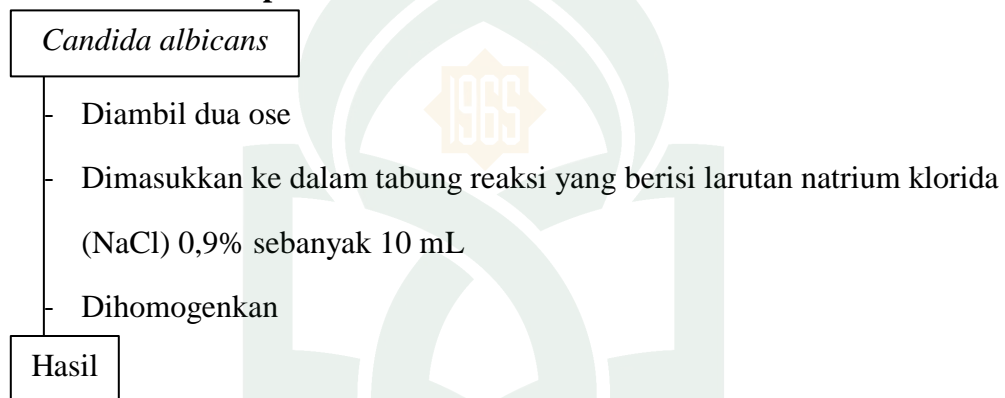 Candida albicans
- Diambil dua ose
- Dimasukkan ke dalam tabung reaksi yang berisi larutan natrium klorida
(NaCl) 0,9% sebanyak 10 mL
- Dihomogenkan
Hasil
1965